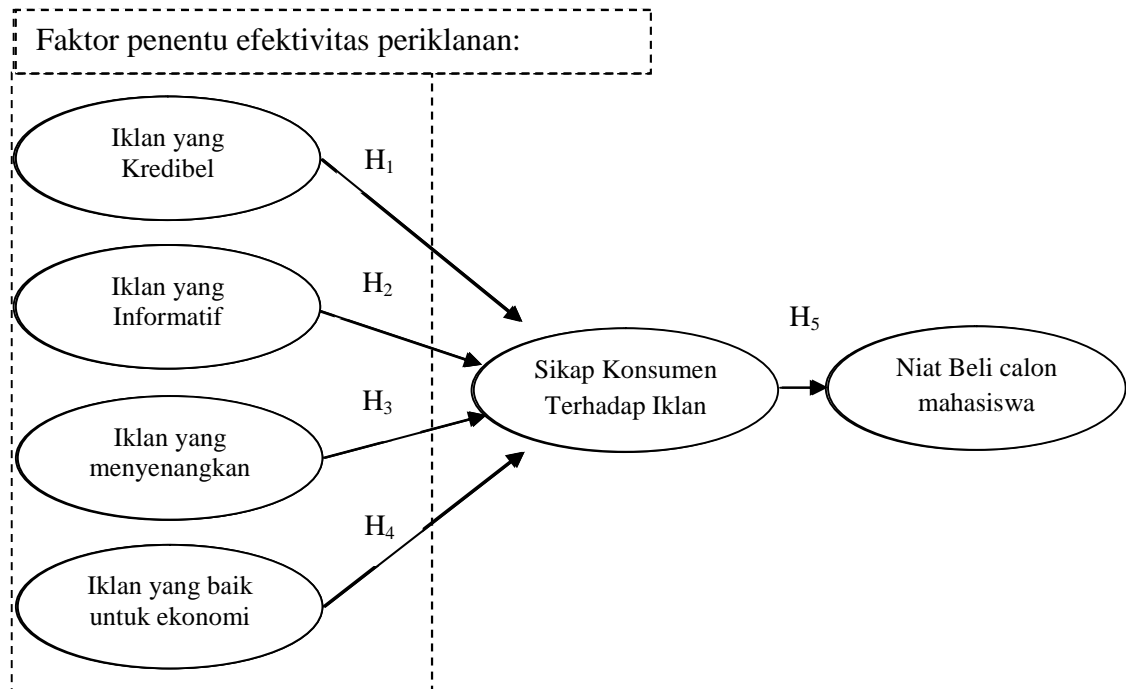 Faktor penentu efektivitas periklanan:
Iklan yang
Kredibel
H₁
Iklan yang
Informatif
H₂
Iklan yang
menyenangkan
H₃
Iklan yang baik
untuk ekonomi
H₄
Sikap Konsumen
Terhadap Iklan
H₅
Niat Beli calon
mahasiswa